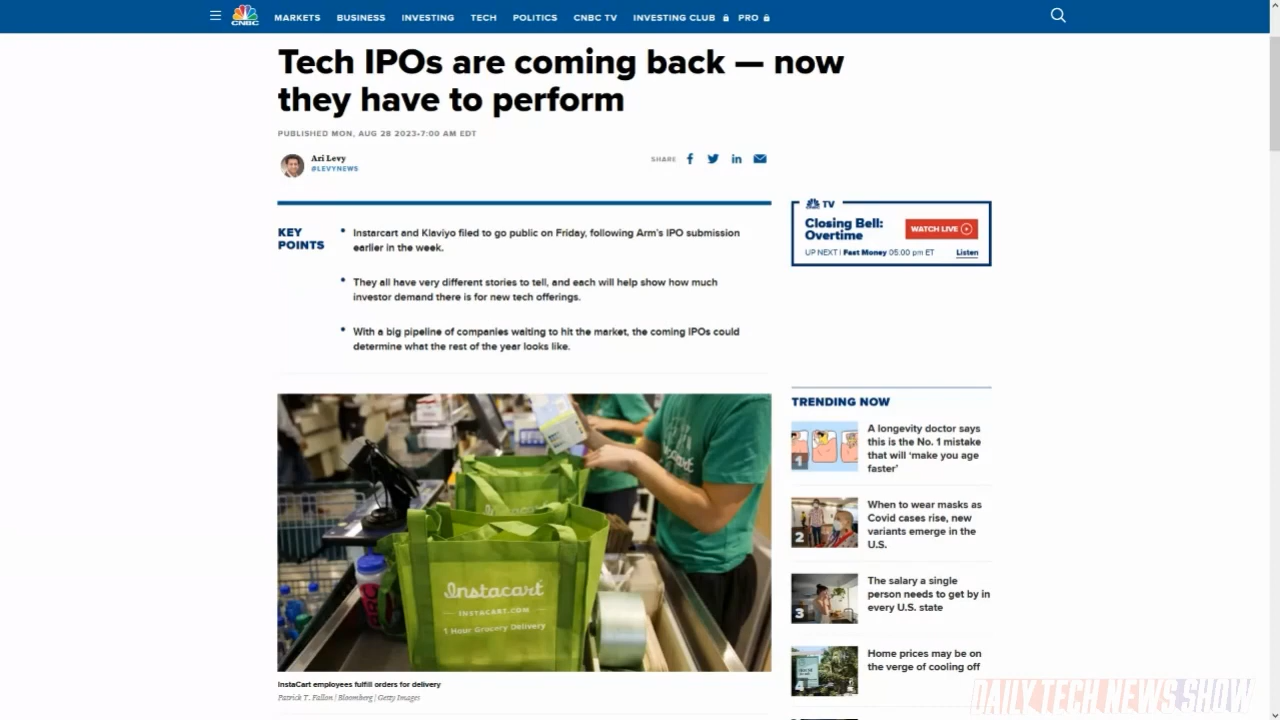 CNBC
MARKETS BUSINESS INVESTING TECH POLITICS CNBC TV INVESTING CLUB PRO
Tech IPOs are coming back — now
they have to perform
PUBLISHED MON, AUG 28 2023•7:00 AM EDT
Ari Levy
@LEVYNEWS
SHARE
KEY
POINTS
Instarcart and Klaviyo filed to go public on Friday, following Arm's IPO submission
earlier in the week.
They all have very different stories to tell, and each will help show how much
investor demand there is for new tech offerings.
With a big pipeline of companies waiting to hit the market, the coming IPOs could
determine what the rest of the year looks like.
TV
Closing Bell:
Overtime
WATCH LIVE
UP NEXT | Fast Money 05:00 pm ET
Listen
instacart
Instacart
Instacart
INSTACART.COM
1 Hour Grocery Delivery
InstaCart employees fulfill orders for delivery
Patrick T. Fallon | Bloomberg | Getty Images
TRENDING NOW
1
A longevity doctor says
this is the No. 1 mistake
that will 'make you age
faster'
2
When to wear masks as
Covid cases rise, new
variants emerge in the
U.S.
3
The salary a single
person needs to get by in
every U.S. state
4
Home prices may be on
the verge of cooling off
DAILY TECH NEWS SHOW